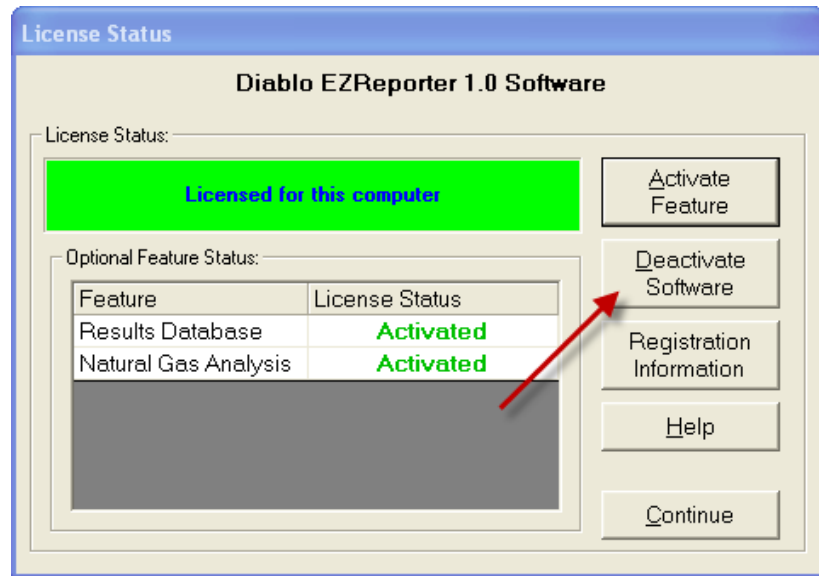 License Status
Diablo EZReporter 1.0 Software
License Status:
Licensed for this computer
Activate
Feature
Optional Feature Status:
Feature License Status
Results Database Activated
Natural Gas Analysis Activated
Deactivate
Software
Registration
Information
Help
Continue